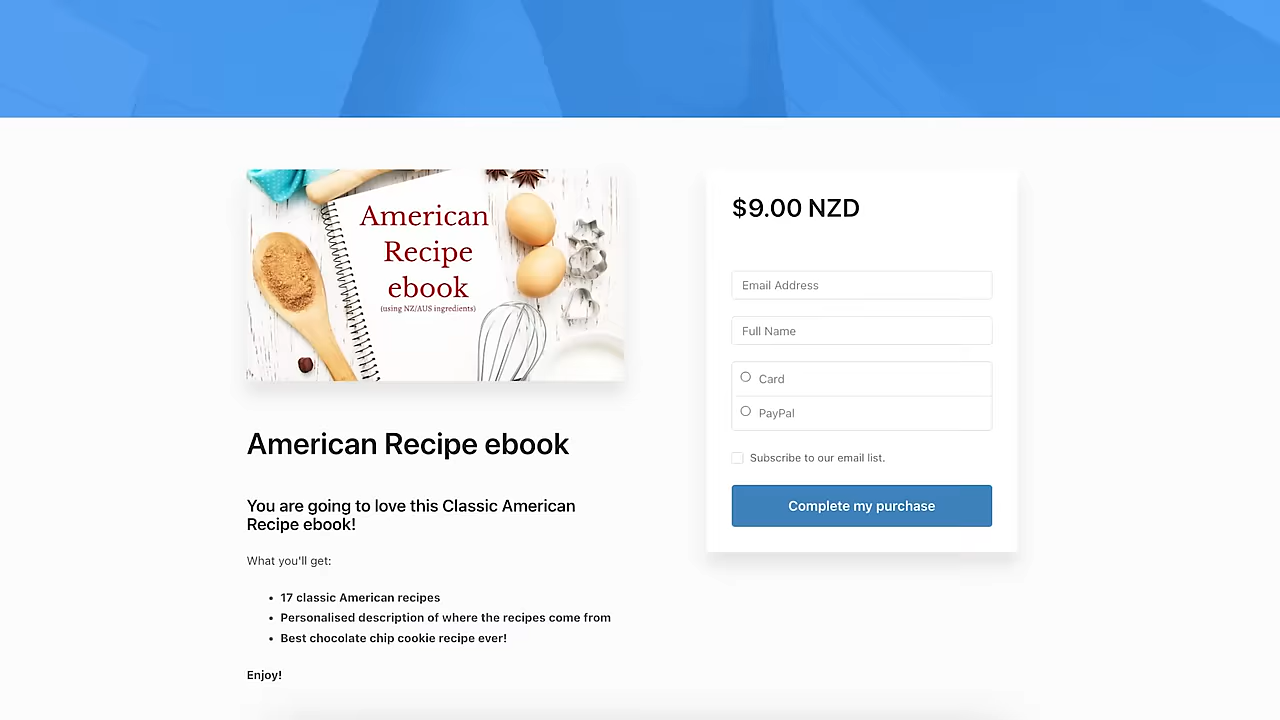 American
Recipe
ebook
(using NZ/AUS ingredients)
American Recipe ebook
You are going to love this Classic American
Recipe ebook!
What you'll get:
• 17 classic American recipes
• Personalised description of where the recipes come from
• Best chocolate chip cookie recipe ever!
Enjoy!
$9.00 NZD
Email Address
Full Name
Card
PayPal
Subscribe to our email list.
Complete my purchase